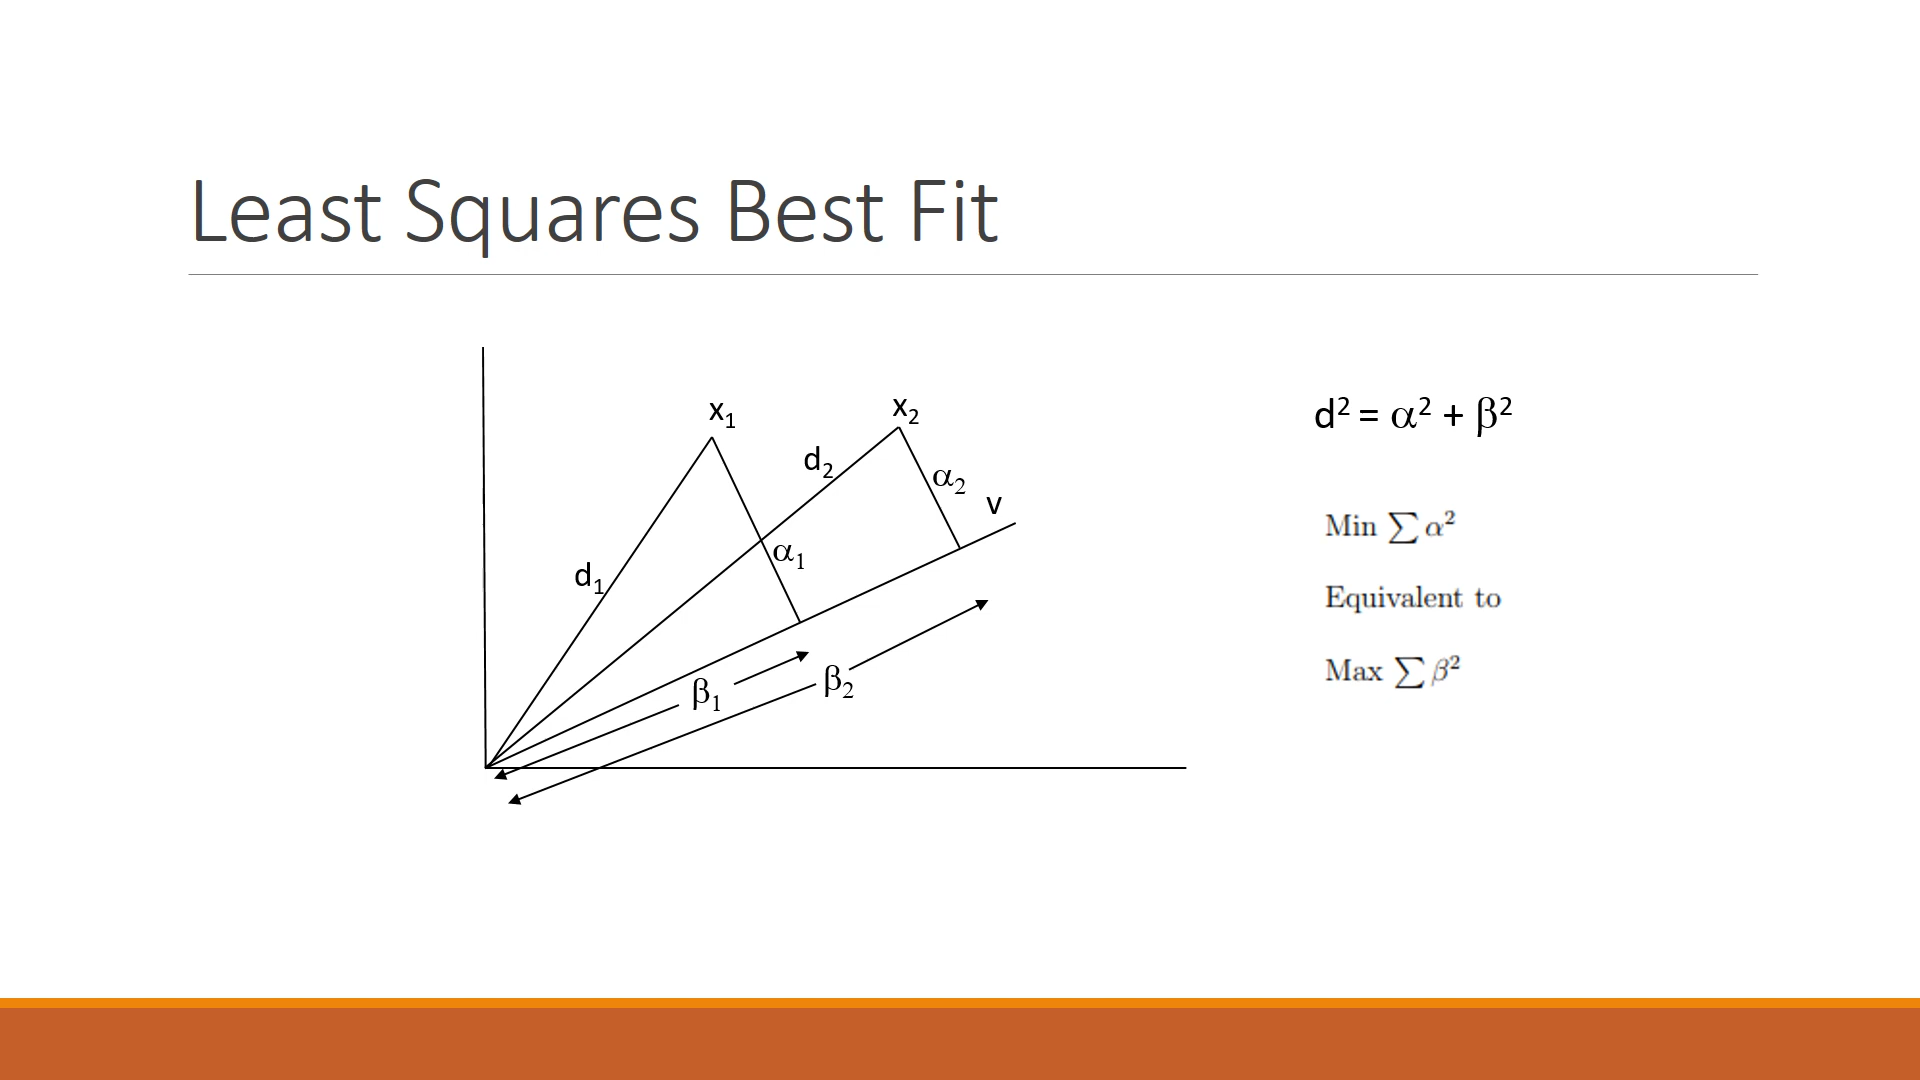 Least Squares Best Fit
x₁
x₂
d₂
α₂
v
α₁
d₁
β₁
β₂
d² = α² + β²
Min ∑ α²
Equivalent to
Max ∑ β²